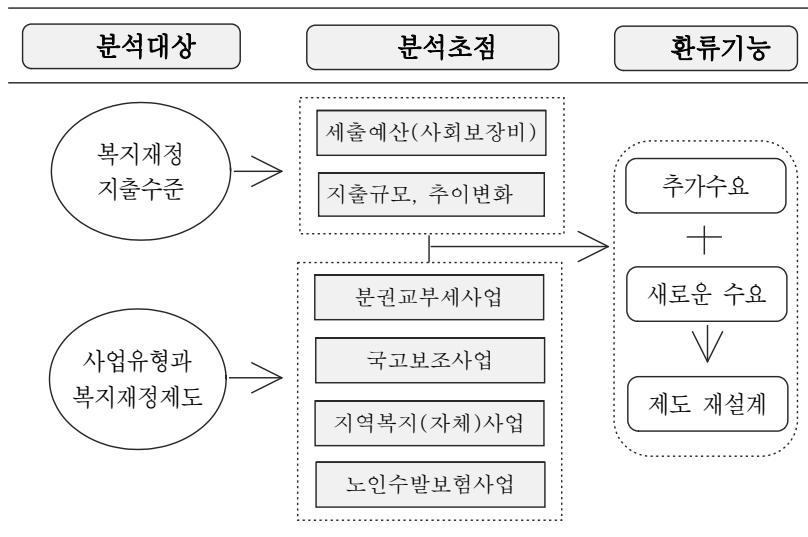 분석대상
분석초점
환류기능
복지재정
지출수준
세출예산(사회보장비)
지출규모, 추이변화
사업유형과
복지재정제도
분권교부세사업
국고보조사업
지역복지(자체)사업
노인수발보험사업
추가수요
+
새로운 수요
제도 재설계